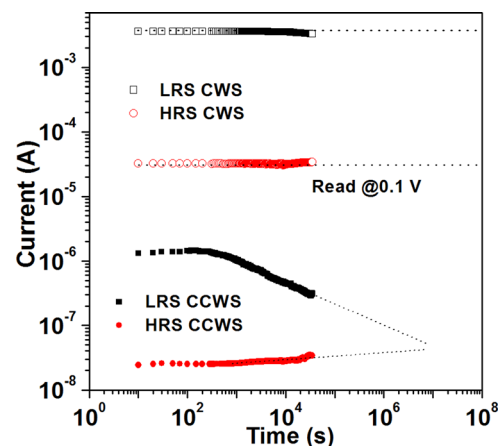 10⁻³
LRS CWS
HRS CWS
10⁻⁴
10⁻⁵
Read @0.1 V
Current (A)
10⁻⁶
LRS CCWS
HRS CCWS
10⁻⁷
10⁻⁸
10⁰ 10² 10⁴ 10⁶ 10⁸
Time (s)